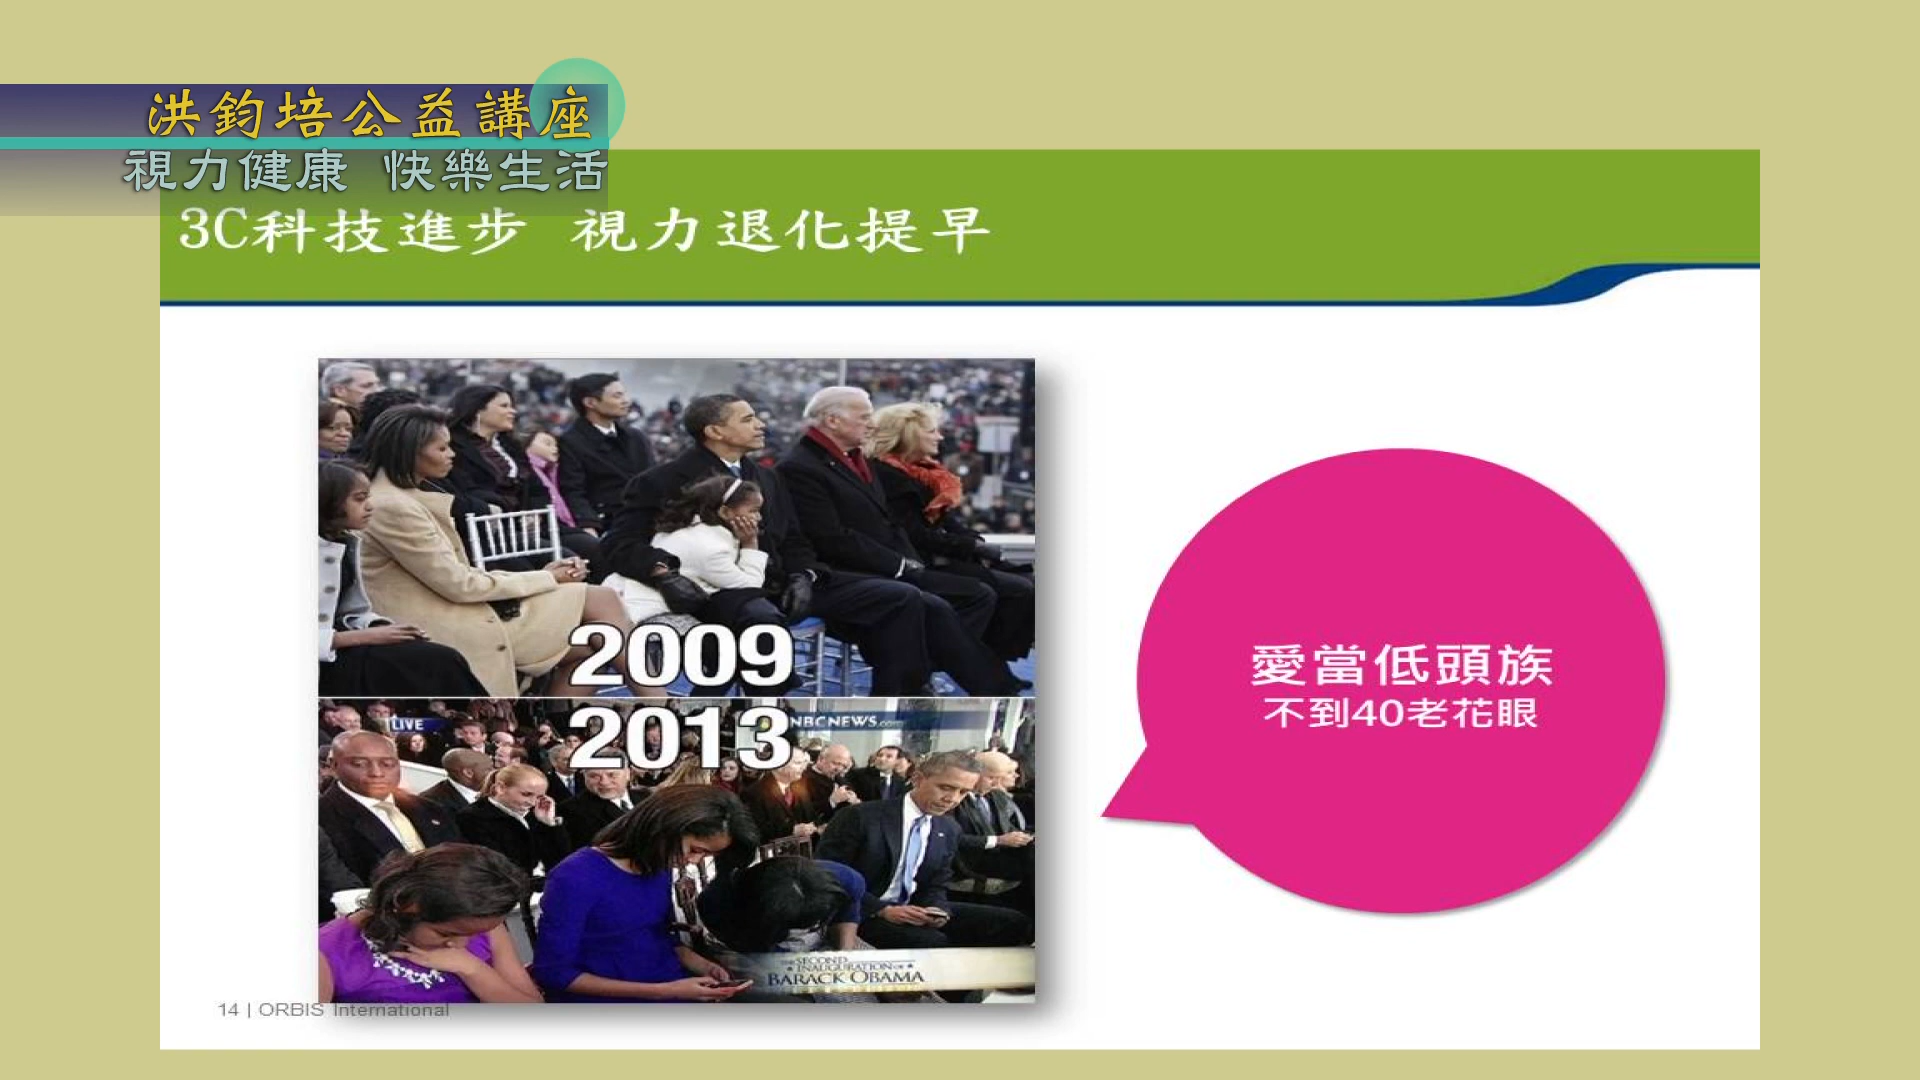 洪鈞培公益講座
視力健康 快樂生活
3C科技進步 視力退化提早
2009
2013
LIVE
NBCNEWS.com
愛當低頭族
不到40老花眼
THE SECOND
INAUGURATION OF
BARACK OBAMA
14 | ORBIS International